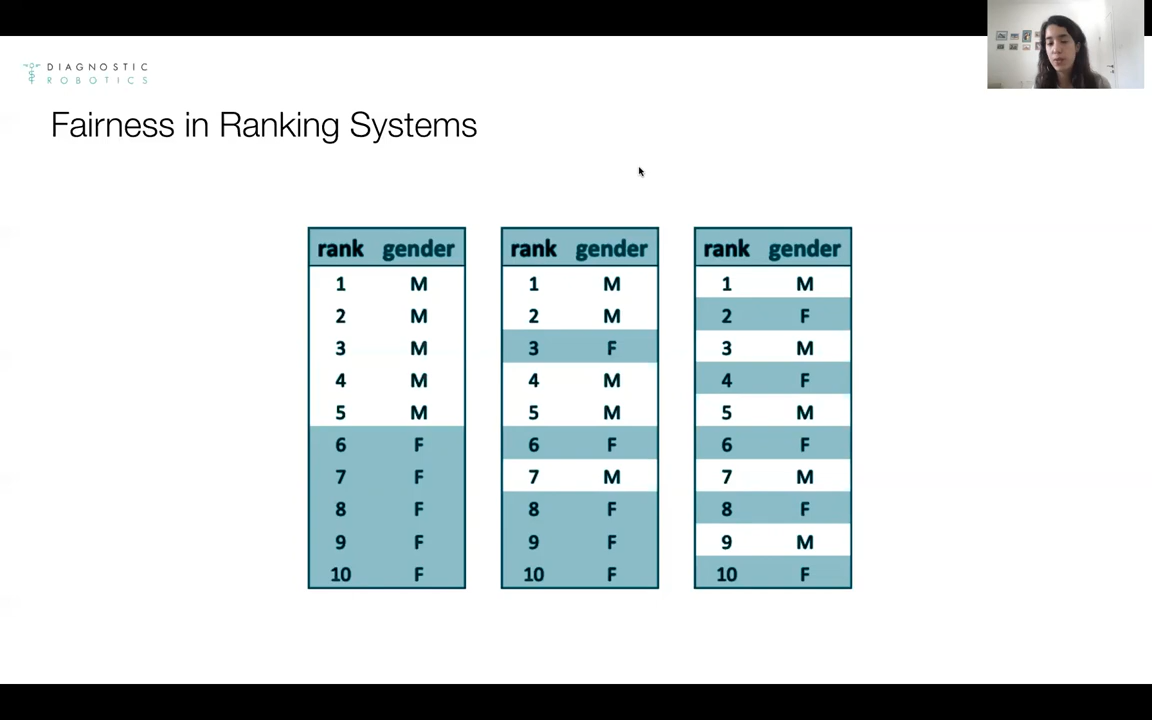 DIAGNOSTIC
ROBOTICS
Fairness in Ranking Systems
rank gender
1 M
2 M
3 M
4 M
5 M
6 F
7 F
8 F
9 F
10 F
rank gender
1 M
2 M
3 F
4 M
5 M
6 F
7 M
8 F
9 F
10 F
rank gender
1 M
2 F
3 M
4 F
5 M
6 F
7 M
8 F
9 M
10 F